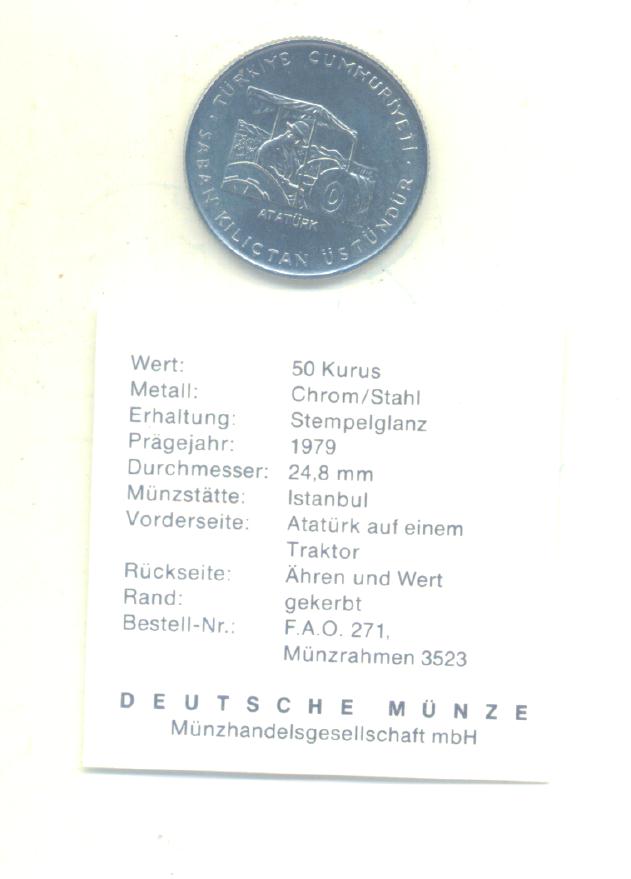 TÜRKİYE CUMHURİYETİ
ATATÜRK
SABAN KILIÇTAN ÜSTÜNDÜR
Wert: 50 Kurus
Metall: Chrom/Stahl
Erhaltung: Stempelglanz
Prägejahr: 1979
Durchmesser: 24,8 mm
Münzstätte: Istanbul
Vorderseite: Atatürk auf einem
Traktor
Rückseite: Ähren und Wert
Rand: gekerbt
Bestell-Nr.: F.A.O. 271,
Münzrahmen 3523
DEUTSCHE MÜNZE
Münzhandelsgesellschaft mbH